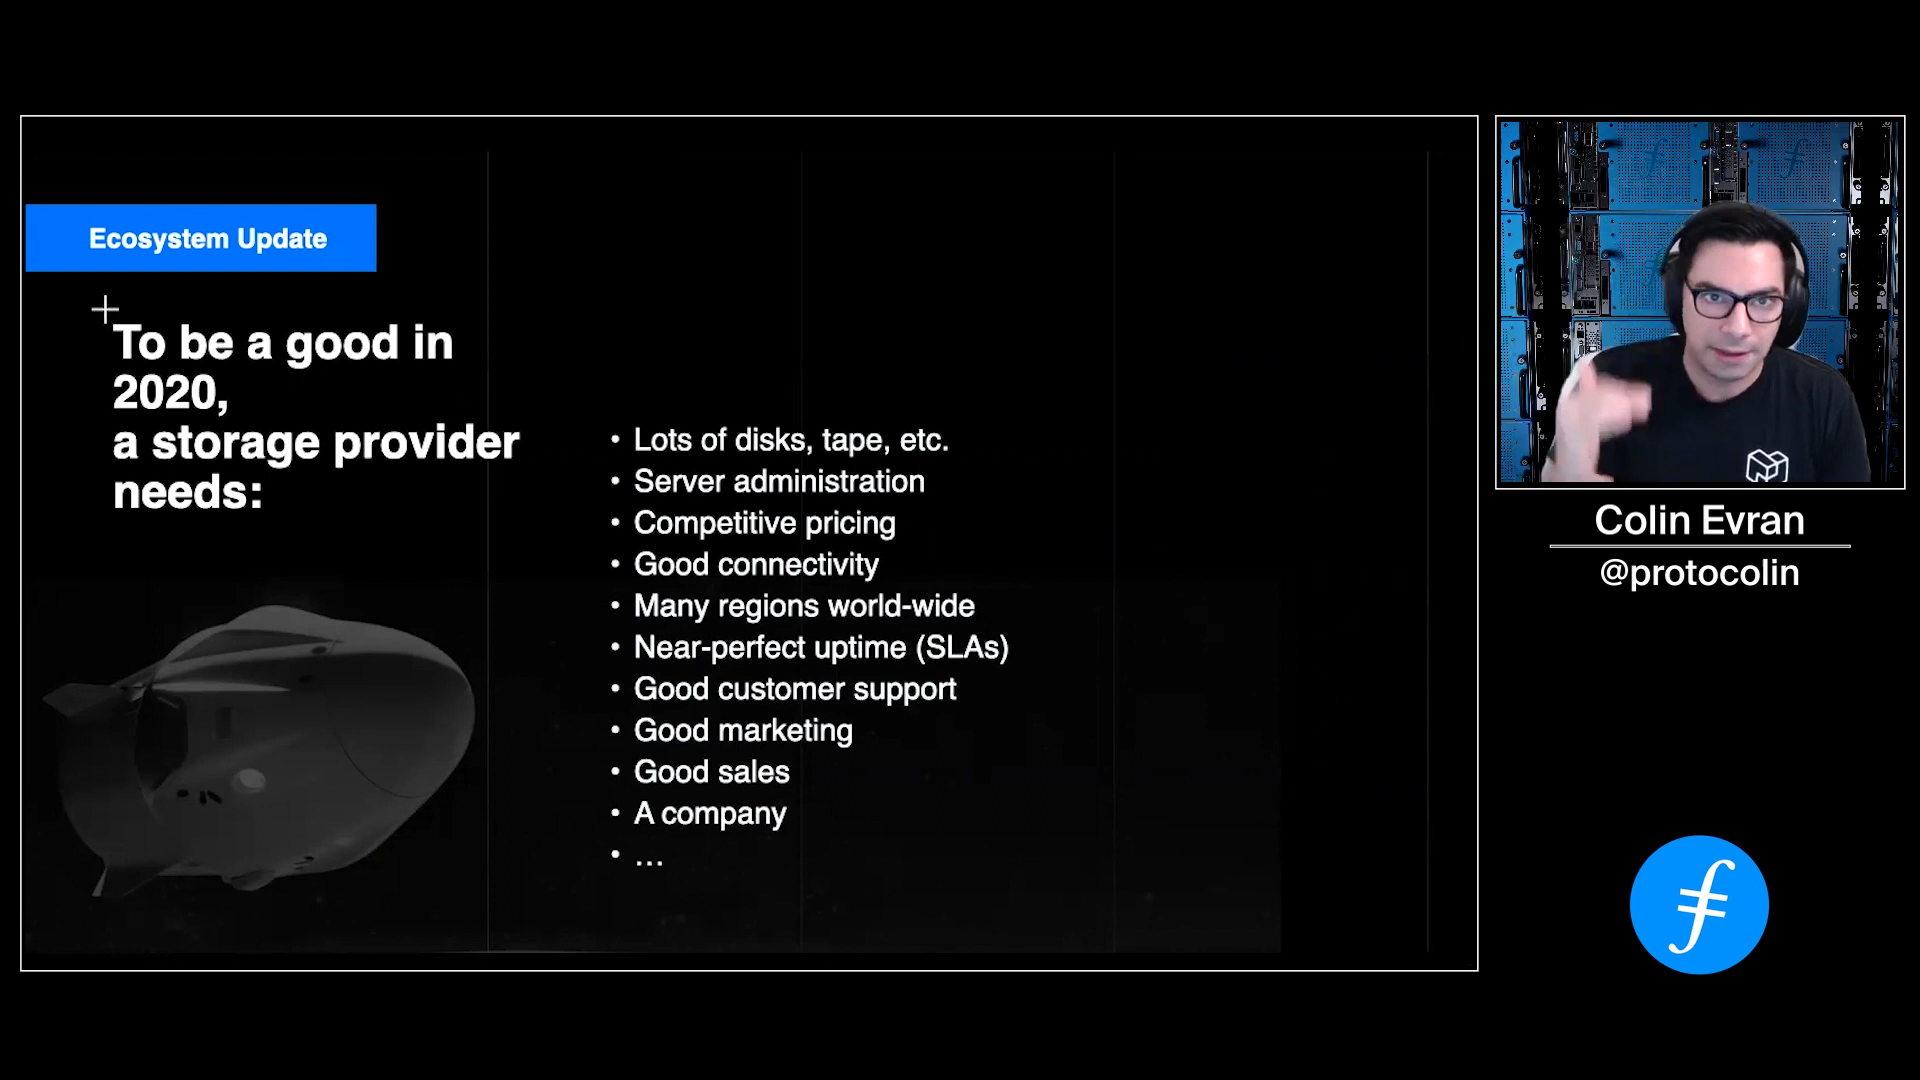 Ecosystem Update
To be a good in
2020,
a storage provider
needs:
• Lots of disks, tape, etc.
• Server administration
• Competitive pricing
• Good connectivity
• Many regions world-wide
• Near-perfect uptime (SLAs)
• Good customer support
• Good marketing
• Good sales
• A company
• ...
Colin Evran
@protocolin